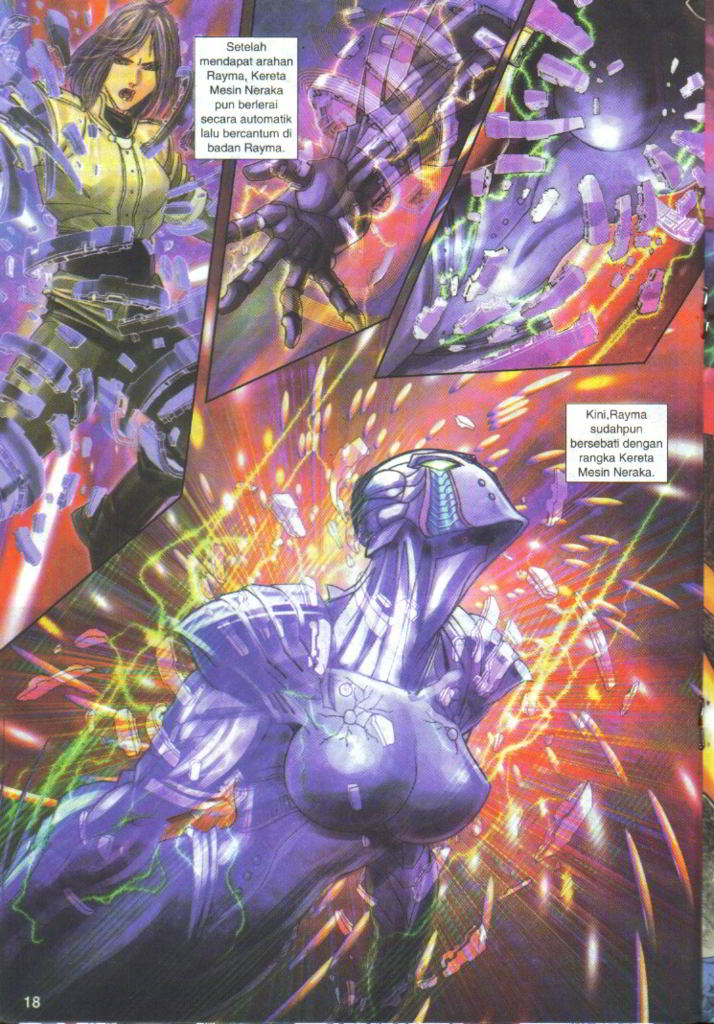 Setelah
mendapat arahan
Rayma, Kereta
Mesin Neraka
pun berlerai
secara automatik
lalu bercantum di
badan Rayma.
Kini,Rayma
sudahpun
bersebati dengan
rangka Kereta
Mesin Neraka.
18